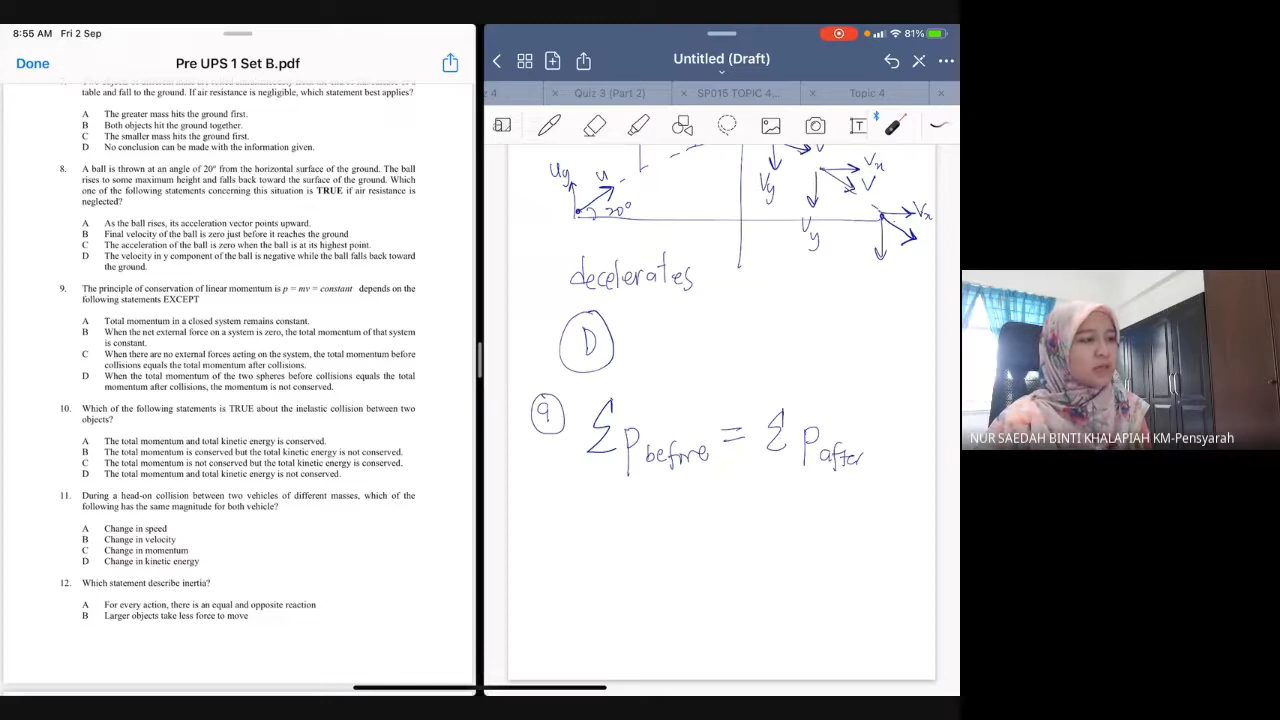 8:55 AM Fri 2 Sep
81%
Done
Pre UPS 1 Set B.pdf
Untitled (Draft)
z 4
Quiz 3 (Part 2)
SP015 TOPIC 4,...
Topic 4
table and fall to the ground. If air resistance is negligible, which statement best applies?
A The greater mass hits the ground first.
B Both objects hit the ground together.
C The smaller mass hits the ground first.
D No conclusion can be made with the information given.
8. A ball is thrown at an angle of 20° from the horizontal surface of the ground. The ball
rises to some maximum height and falls back toward the surface of the ground. Which
one of the following statements concerning this situation is TRUE if air resistance is
neglected?
A As the ball rises, its acceleration vector points upward.
B Final velocity of the ball is zero just before it reaches the ground.
C The acceleration of the ball is zero when the ball is at its highest point.
D The velocity in y component of the ball is negative while the ball falls back toward
the ground.
9. The principle of conservation of linear momentum is p = mv = constant depends on the
following statements EXCEPT
A Total momentum in a closed system remains constant.
B When the net external force on a system is zero, the total momentum of that system
is constant.
C When there are no external forces acting on the system, the total momentum before
collisions equals the total momentum after collisions.
D When the total momentum of the two spheres before collisions equals the total
momentum after collisions, the momentum is not conserved.
10. Which of the following statements is TRUE about the inelastic collision between two
objects?
A The total momentum and total kinetic energy is conserved.
B The total momentum is conserved but the total kinetic energy is not conserved.
C The total momentum is not conserved but the total kinetic energy is conserved.
D The total momentum and total kinetic energy is not conserved.
11. During a head-on collision between two vehicles of different masses, which of the
following has the same magnitude for both vehicle?
A Change in speed
B Change in velocity
C Change in momentum
D Change in kinetic energy
12. Which statement describe inertia?
A For every action, there is an equal and opposite reaction
B Larger objects take less force to move
uy u 20°
vy v vx v
vy vx
decelerates
D
9 Σ p before = Σ p after
NUR SAEDAH BINTI KHALAPIAH KM-Pensyarah